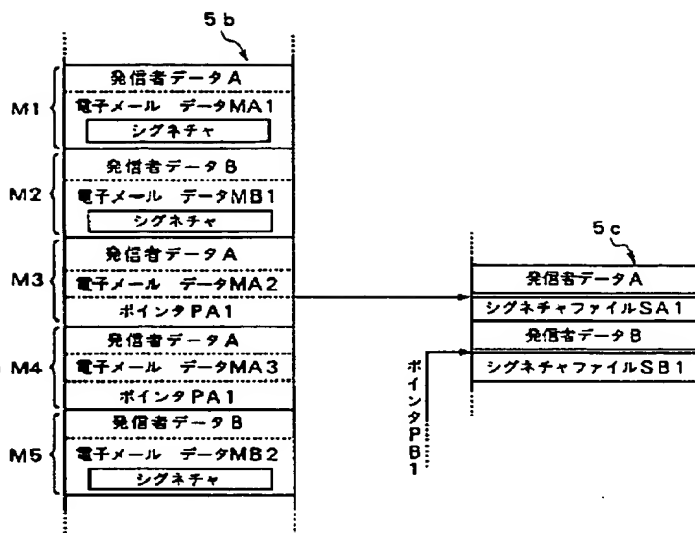 5b
M1
発信者データA
電子メール データMA1
シグネチャ
M2
発信者データB
電子メール データMB1
シグネチャ
M3
発信者データA
電子メール データMA2
ポインタPA1
M4
発信者データA
電子メール データMA3
ポインタPA1
M5
発信者データB
電子メール データMB2
シグネチャ
5c
発信者データA
シグネチャファイルSA1
発信者データB
シグネチャファイルSB1
ポインタPB1